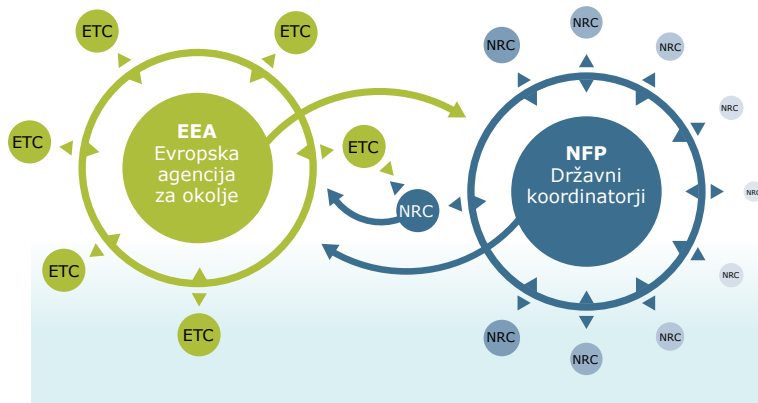 ETC
ETC
ETC
ETC
ETC
ETC
EEA
Evropska
agencija
za okolje
NRC
NFP
Državni
koordinatorji
NRC
NRC
NRC
NRC
NRC
NRC
NRC
NRC
NRC